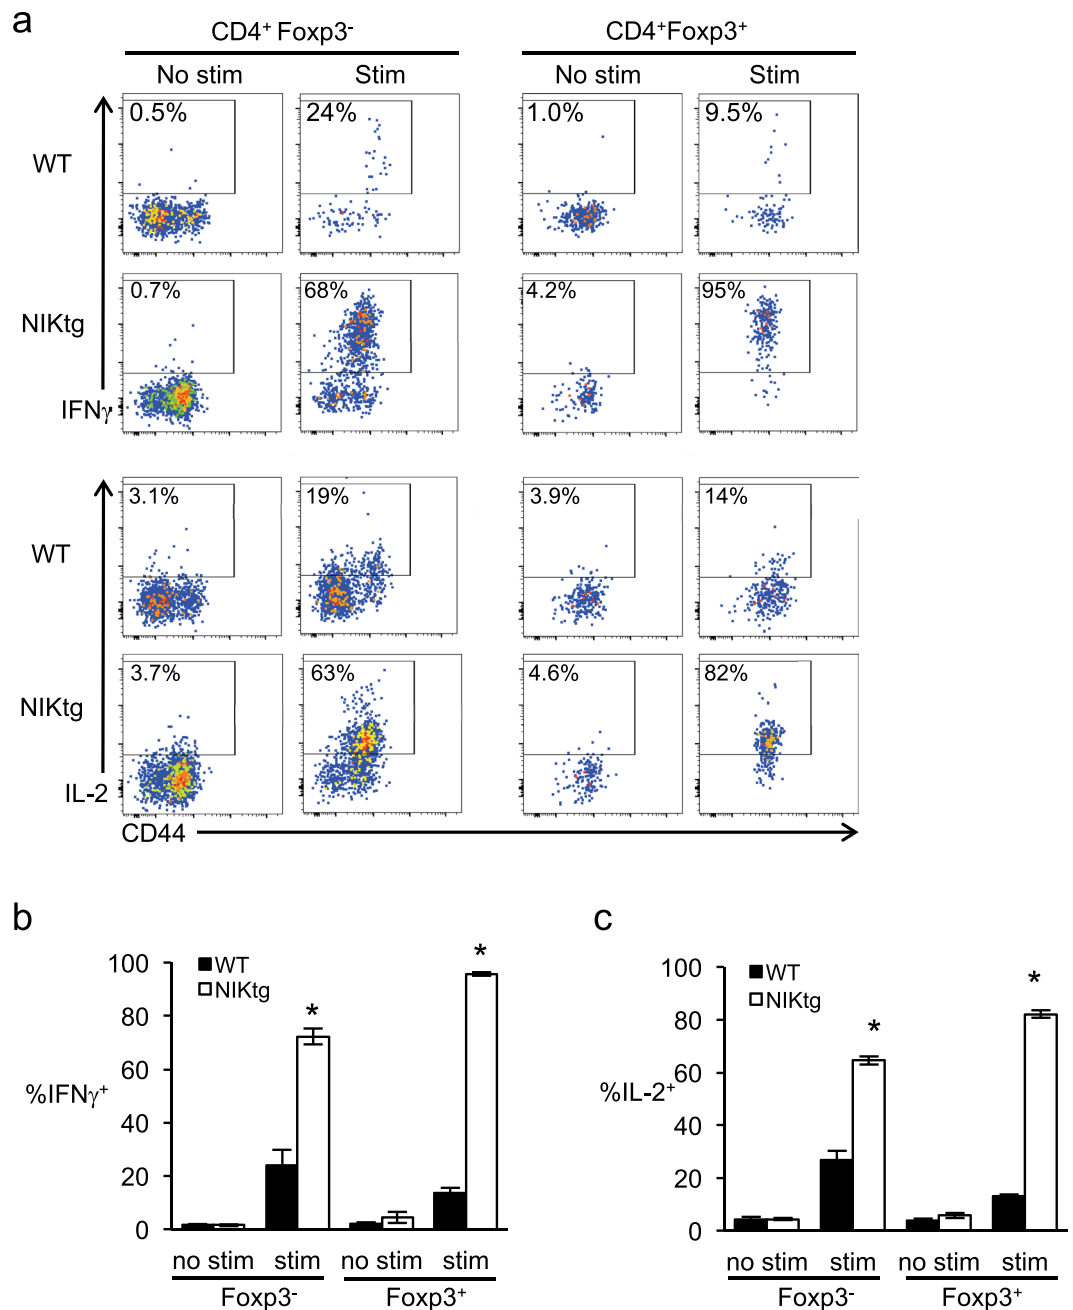 a
CD4⁺ Foxp3⁻ CD4⁺Foxp3⁺
No stim Stim No stim Stim
WT 0.5% 24% 1.0% 9.5%
NIKtg 0.7% 68% 4.2% 95%
IFNγ
WT 3.1% 19% 3.9% 14%
NIKtg 3.7% 63% 4.6% 82%
IL-2
CD44
b
WT
NIKtg
100
80
60
40
20
0
%IFNγ⁺
* *
no stim stim no stim stim
Foxp3⁻ Foxp3⁺
c
WT
NIKtg
100
80
60
40
20
0
%IL-2⁺
* *
no stim stim no stim stim
Foxp3⁻ Foxp3⁺